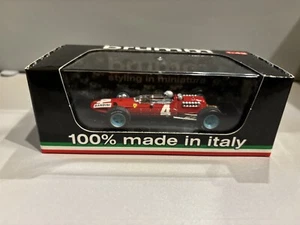 brumm
styling in miniature
4
100% made in italy